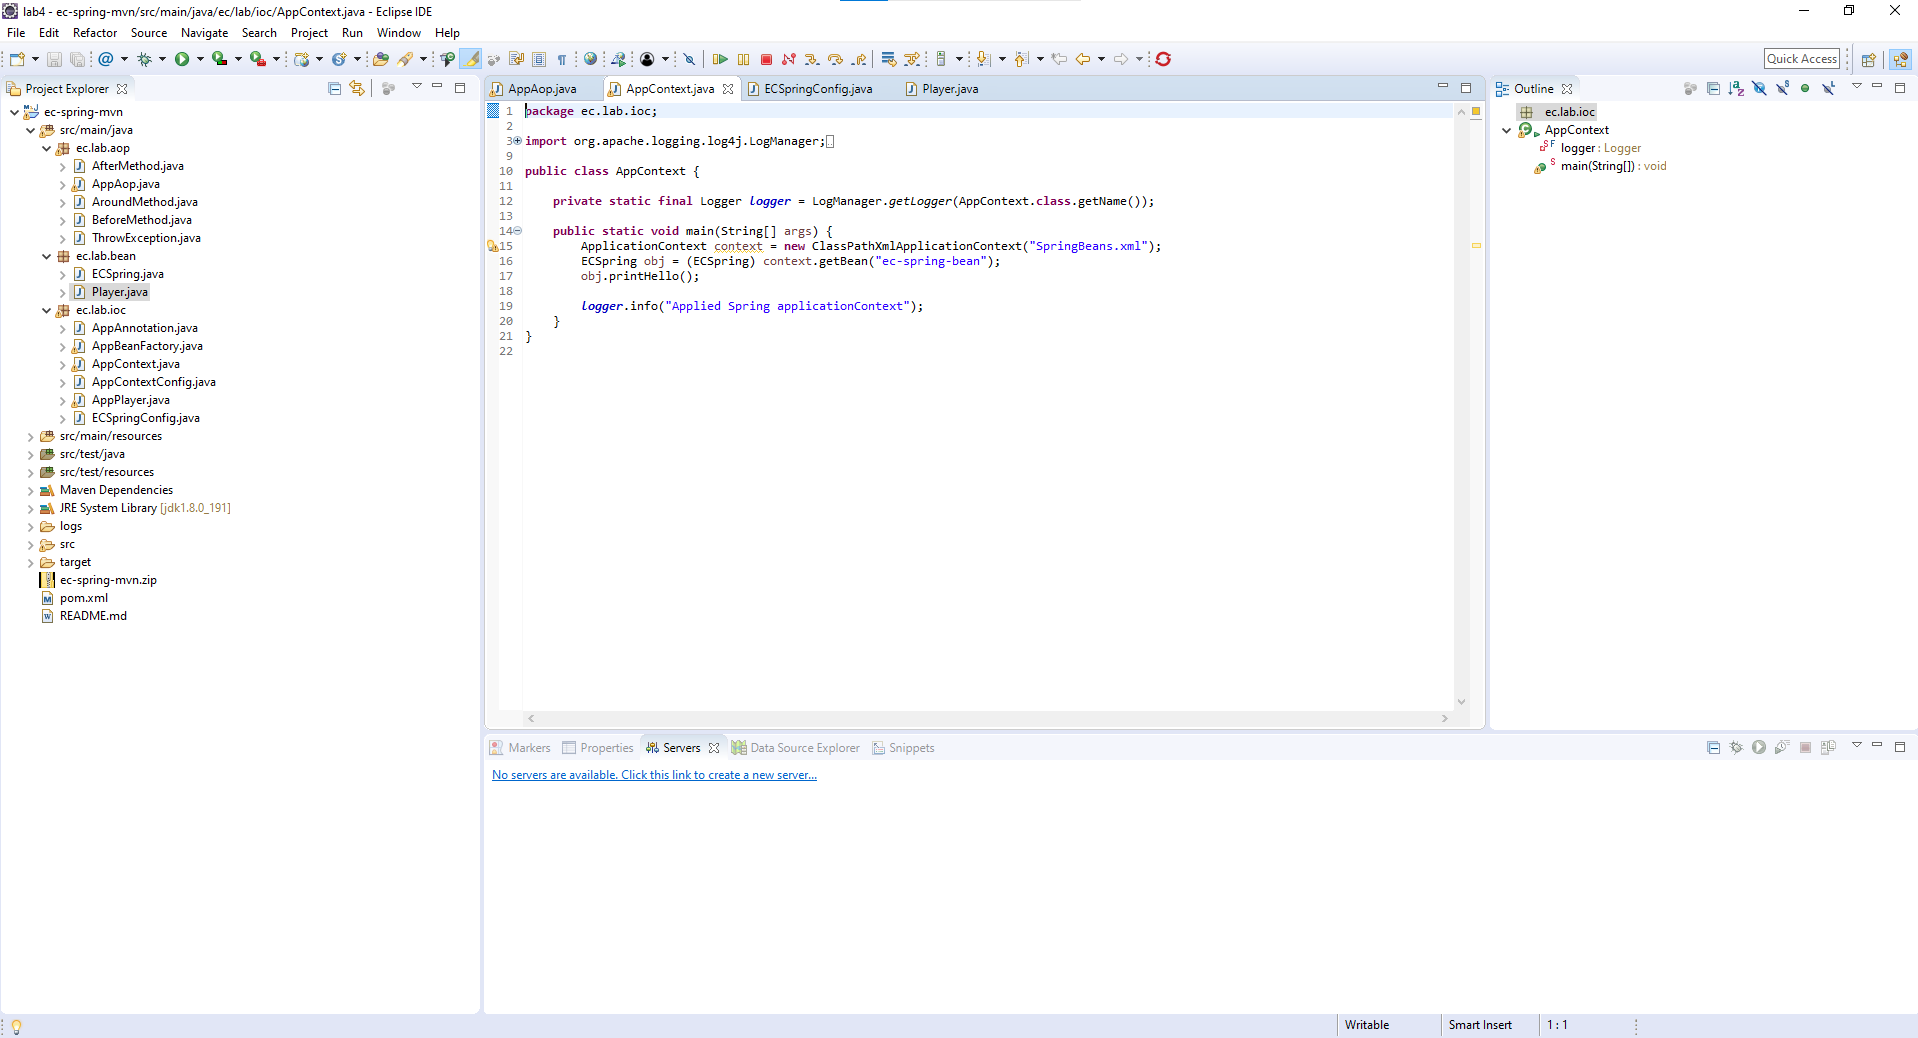 lab4 - ec-spring-mvn/src/main/java/ec/lab/ioc/AppContext.java - Eclipse IDE
File Edit Refactor Source Navigate Search Project Run Window Help
Quick Access
Project Explorer
ec-spring-mvn
src/main/java
ec.lab.aop
AfterMethod.java
AppAop.java
AroundMethod.java
BeforeMethod.java
ThrowException.java
ec.lab.bean
ECSpring.java
Player.java
ec.lab.ioc
AppAnnotation.java
AppBeanFactory.java
AppContext.java
AppContextConfig.java
AppPlayer.java
ECSpringConfig.java
src/main/resources
src/test/java
src/test/resources
Maven Dependencies
JRE System Library [jdk1.8.0_191]
logs
src
target
ec-spring-mvn.zip
pom.xml
README.md
AppAop.java AppContext.java ECSpringConfig.java Player.java
1 package ec.lab.ioc;
2
3 import org.apache.logging.log4j.LogManager;
9
10 public class AppContext {
11
12 private static final Logger logger = LogManager.getLogger(AppContext.class.getName());
13
14 public static void main(String[] args) {
15 ApplicationContext context = new ClassPathXmlApplicationContext("SpringBeans.xml");
16 ECSpring obj = (ECSpring) context.getBean("ec-spring-bean");
17 obj.printHello();
18
19 logger.info("Applied Spring applicationContext");
20 }
21 }
22
Outline
ec.lab.ioc
AppContext
logger : Logger
main(String[]) : void
Markers Properties Servers Data Source Explorer Snippets
No servers are available. Click this link to create a new server...
Writable Smart Insert 1 : 1